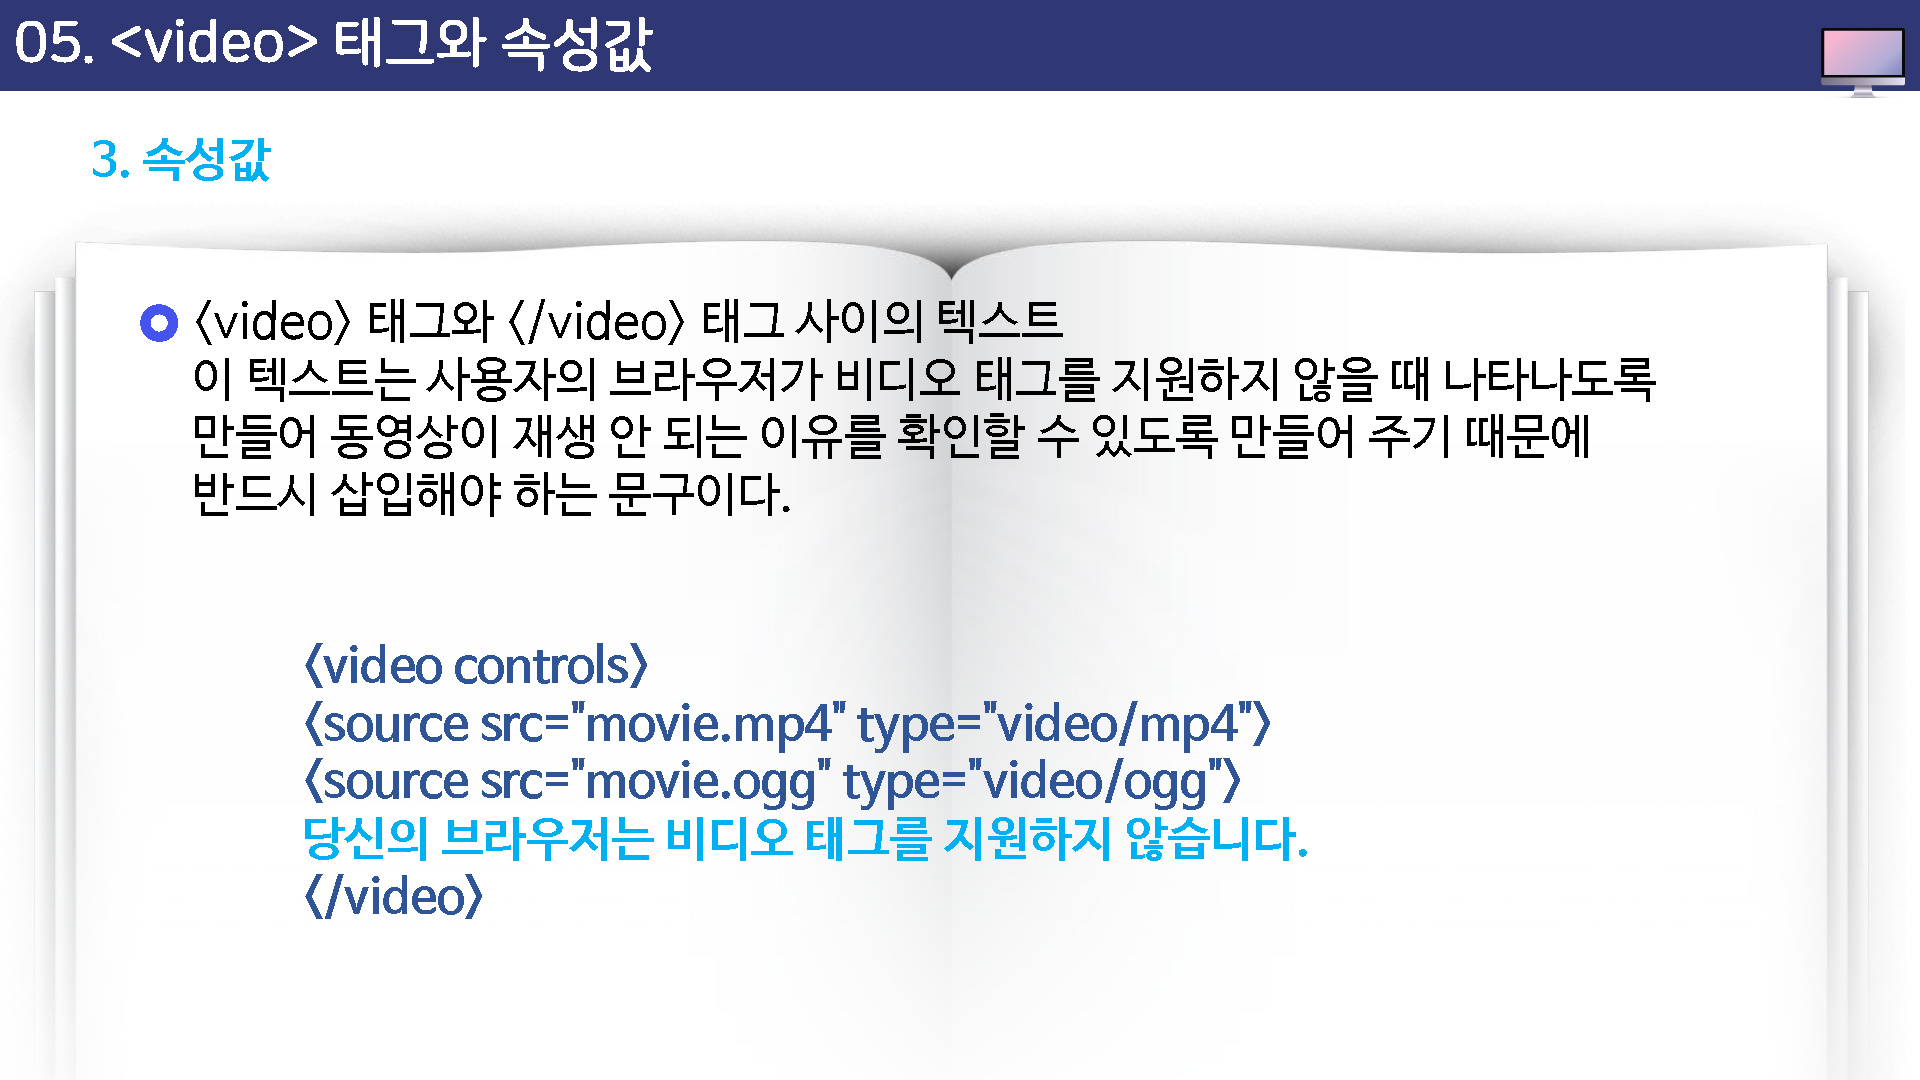 05. <video> 태그와 속성값
3. 속성값
<video> 태그와 </video> 태그 사이의 텍스트
이 텍스트는 사용자의 브라우저가 비디오 태그를 지원하지 않을 때 나타나도록
만들어 동영상이 재생 안 되는 이유를 확인할 수 있도록 만들어 주기 때문에
반드시 삽입해야 하는 문구이다.
<video controls>
<source src="movie.mp4" type="video/mp4">
<source src="movie.ogg" type="video/ogg">
당신의 브라우저는 비디오 태그를 지원하지 않습니다.
</video>